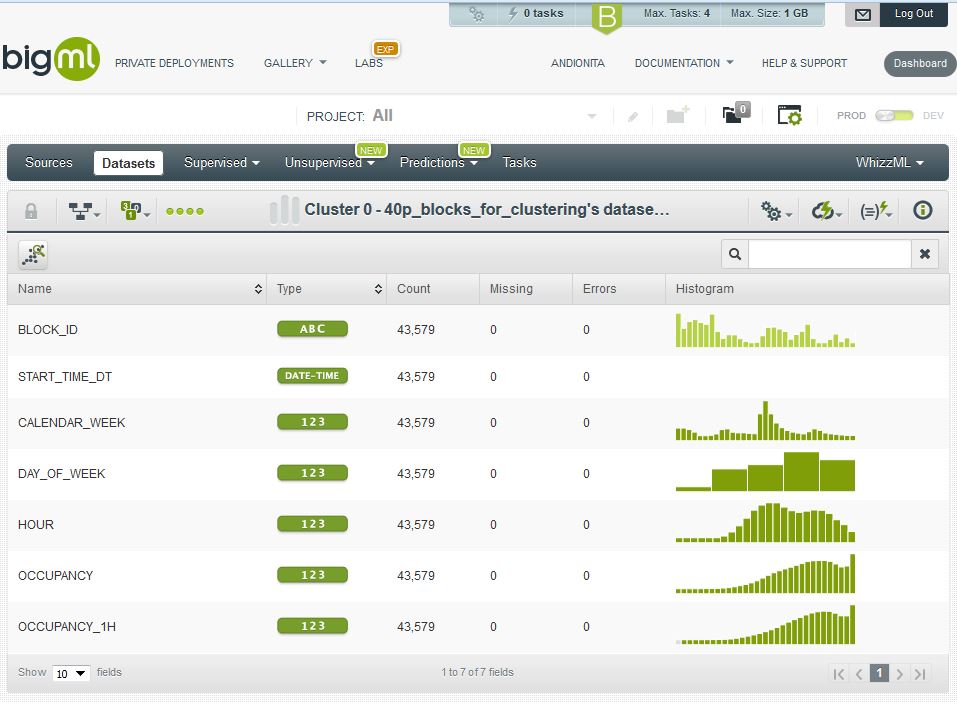 0 tasks B Max. Tasks: 4 Max. Size: 1 GB Log Out
bigml PRIVATE DEPLOYMENTS GALLERY LABS EXP ANDIONITA DOCUMENTATION HELP & SUPPORT Dashboard
PROJECT: All 0 PROD DEV
Sources Datasets Supervised Unsupervised NEW Predictions NEW Tasks WhizzML
Cluster 0 - 40p_blocks_for_clustering's datase...
Name Type Count Missing Errors Histogram
BLOCK_ID ABC 43,579 0 0
START_TIME_DT DATE-TIME 43,579 0 0
CALENDAR_WEEK 123 43,579 0 0
DAY_OF_WEEK 123 43,579 0 0
HOUR 123 43,579 0 0
OCCUPANCY 123 43,579 0 0
OCCUPANCY_1H 123 43,579 0 0
Show 10 fields 1 to 7 of 7 fields 1